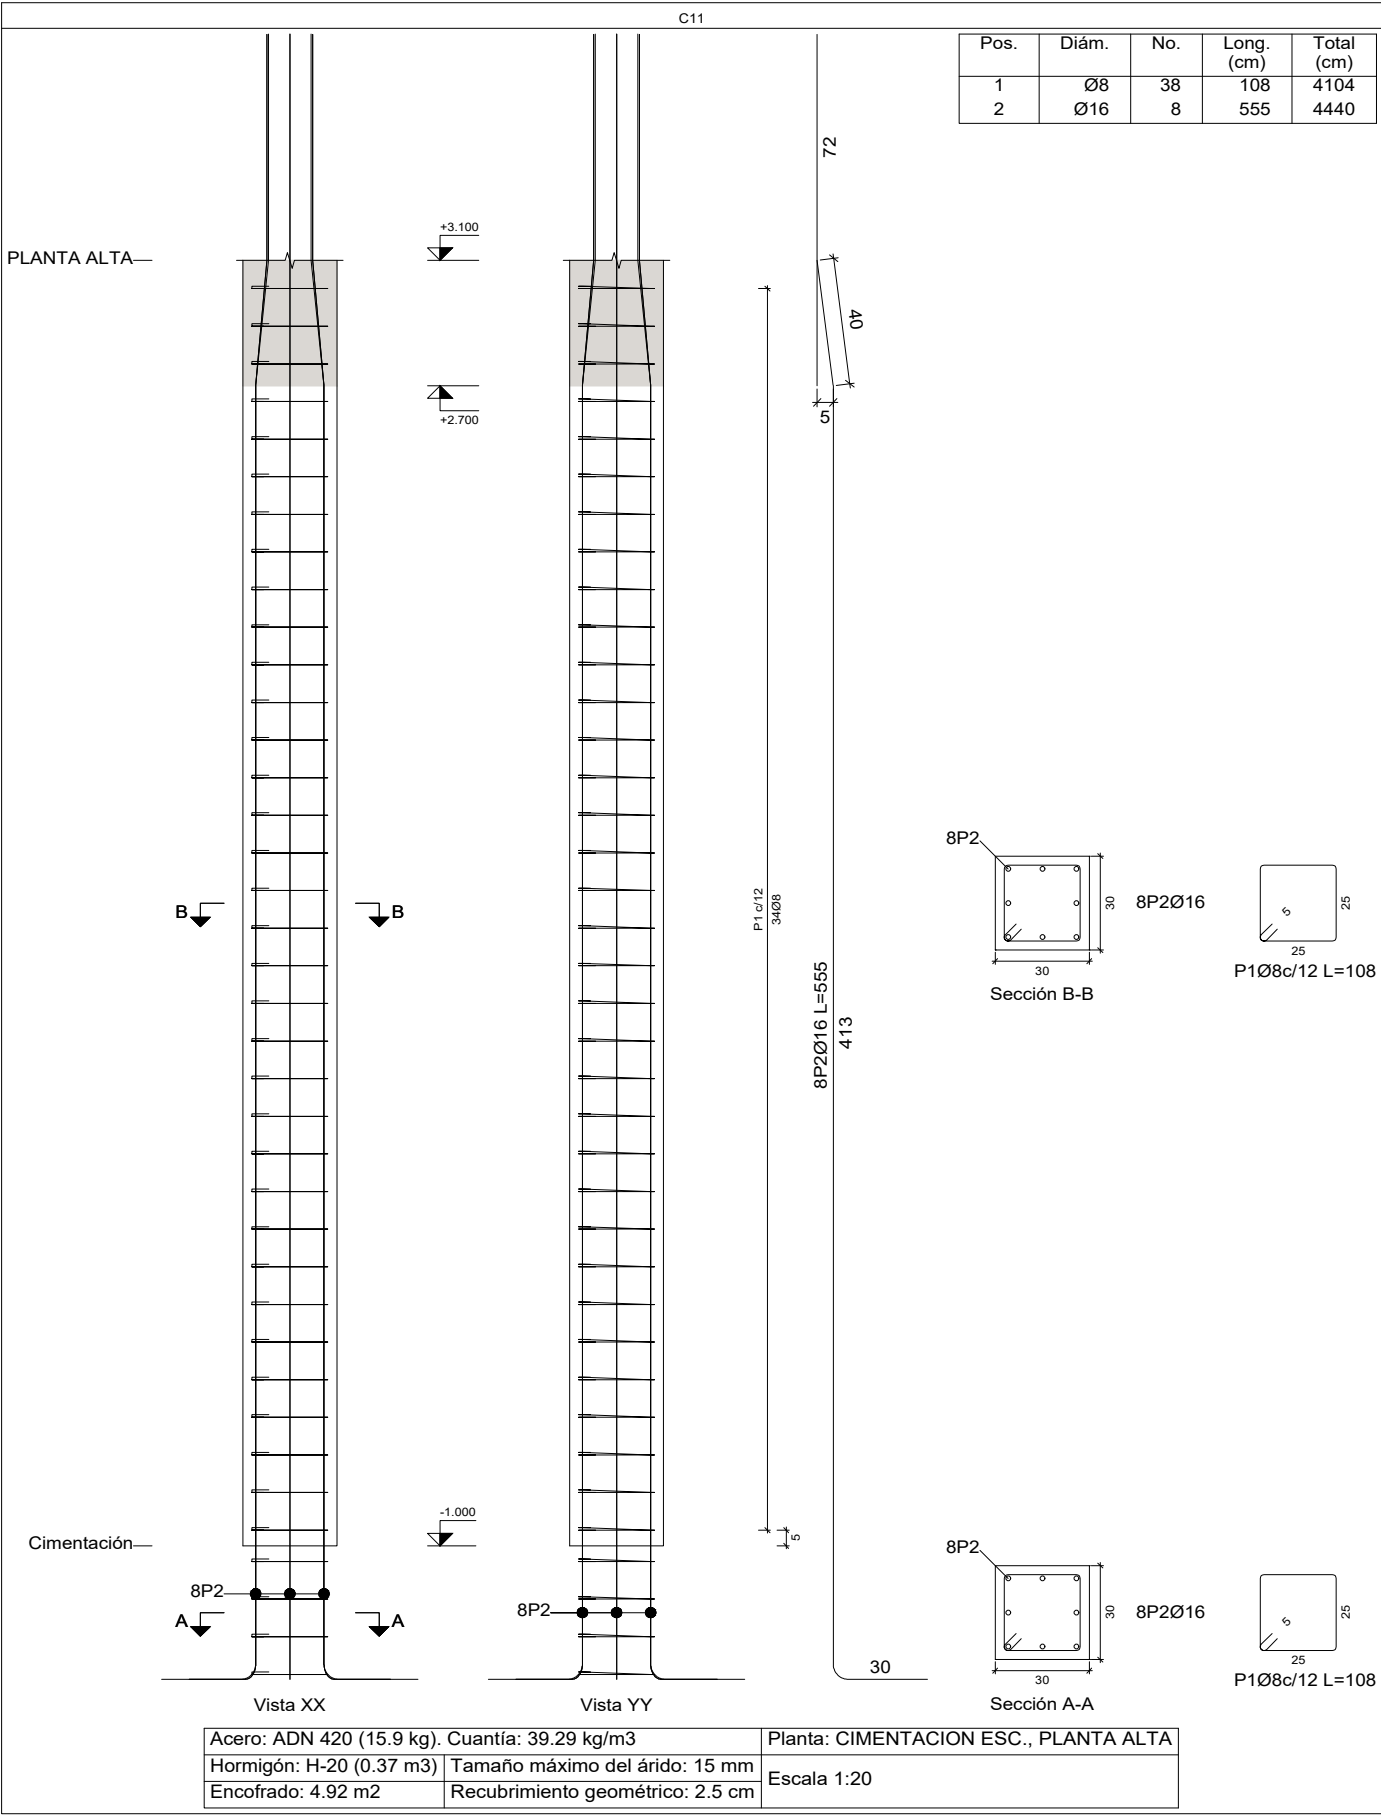 C11
Pos. Diám. No. Long. (cm) Total (cm)
1 Ø8 38 108 4104
2 Ø16 8 555 4440
72
+3.100
PLANTA ALTA
40
+2.700
5
8P2
30
8P2Ø16
5
25
B B
P1 c/12
34Ø8
30
25
P1Ø8c/12 L=108
Sección B-B
8P2Ø16 L=555
413
-1.000
5
Cimentación
8P2
8P2
8P2
A A
30
8P2Ø16
5
25
30
30
25
P1Ø8c/12 L=108
Vista XX
Vista YY
Sección A-A
Acero: ADN 420 (15.9 kg). Cuantía: 39.29 kg/m3
Planta: CIMENTACION ESC., PLANTA ALTA
Hormigón: H-20 (0.37 m3) Tamaño máximo del árido: 15 mm
Escala 1:20
Encofrado: 4.92 m2 Recubrimiento geométrico: 2.5 cm